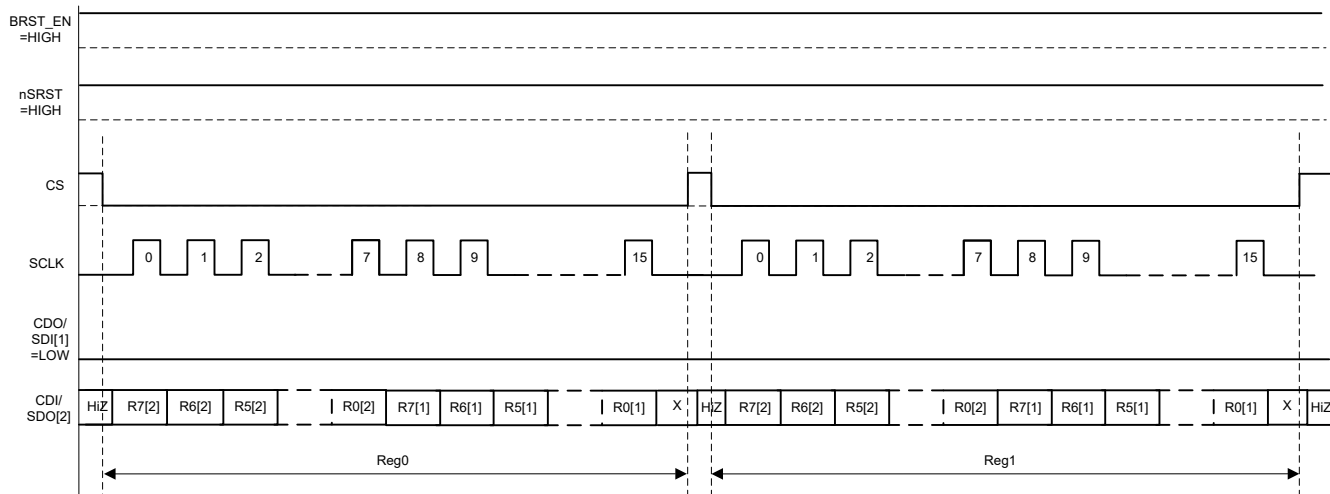 BRST_EN
=HIGH
nSRST
=HIGH
CS
SCLK
0 1 2 7 8 9 15 0 1 2 7 8 9 15
CDO/
SDI[1]
=LOW
CDI/
SDO[2]
HiZ R7[2] R6[2] R5[2] R0[2] R7[1] R6[1] R5[1] R0[1] X HiZ R7[2] R6[2] R5[2] R0[2] R7[1] R6[1] R5[1] R0[1] X HiZ
Reg0 Reg1